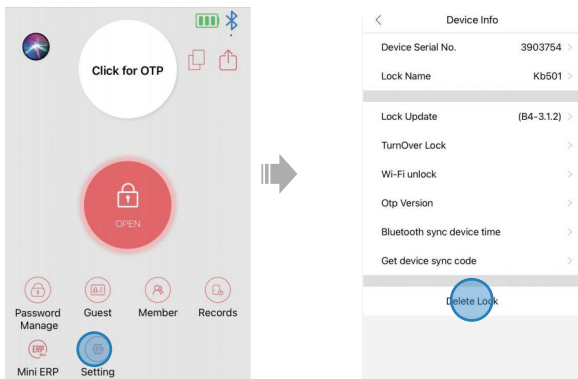 Click for OTP
OPEN
Password Manage
Guest
Member
Records
ERP
Mini ERP
Setting
Device Info
Device Serial No. 3903754
Lock Name Kb501
Lock Update (B4-3.1.2)
TurnOver Lock
Wi-Fi unlock
Otp Version
Bluetooth sync device time
Get device sync code
Delete Lock